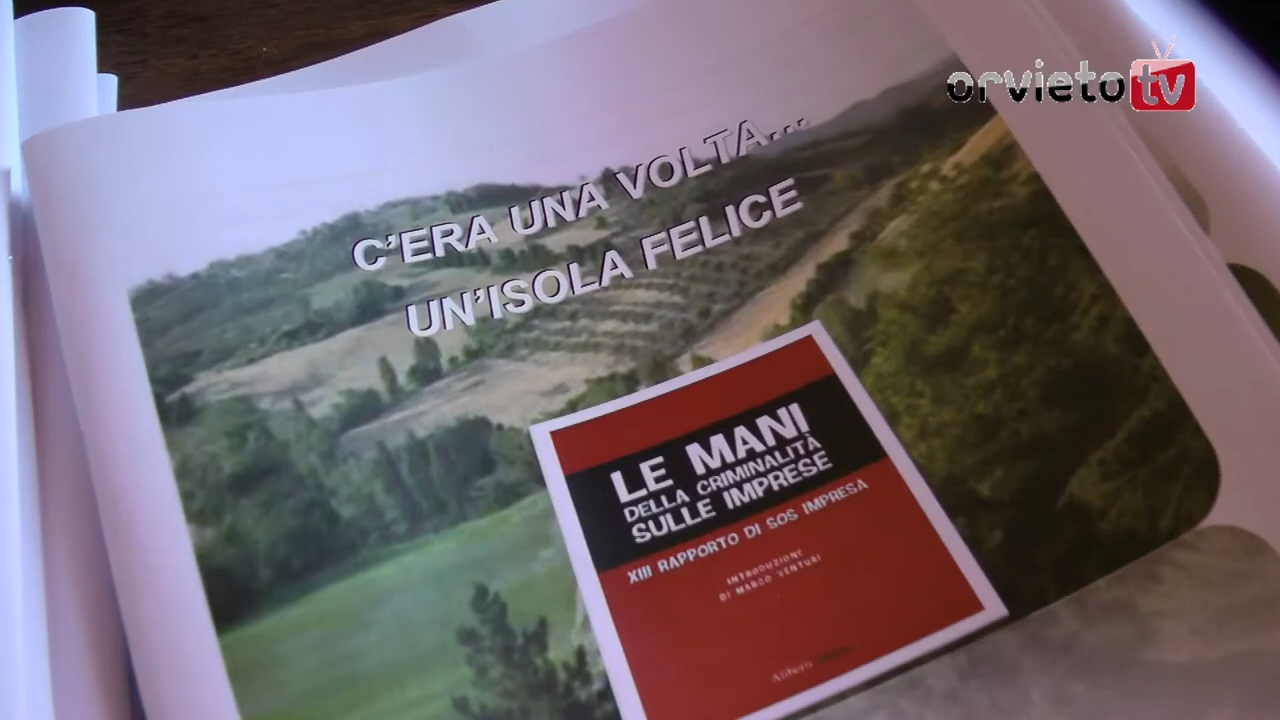 orvieto tv
C'ERA UNA VOLTA...
UN'ISOLA FELICE
LE MANI
DELLA CRIMINALITÀ
SULLE IMPRESE
XIII RAPPORTO DI SOS IMPRESA
INTRODUZIONE
DI MARCO VENTURI
Aliberti